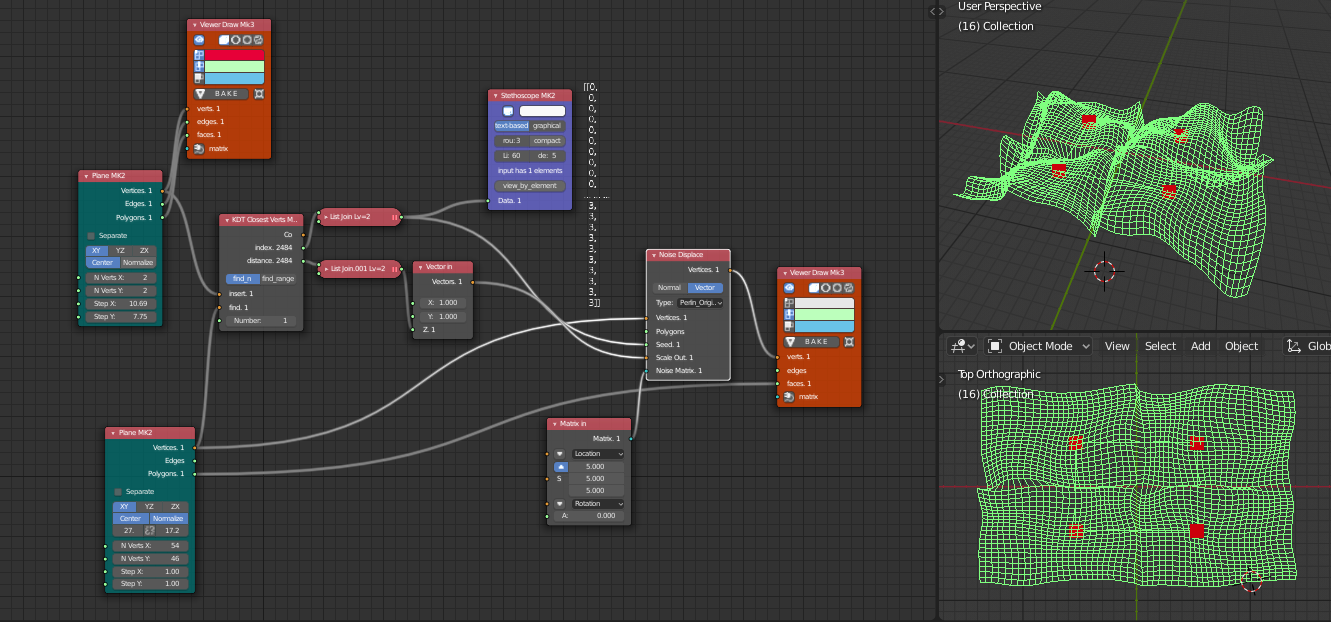 Viewer Draw Mk3
BAKE
verts. 1
edges. 1
faces. 1
matrix
Plane MK2
Vertices. 1
Edges. 1
Polygons. 1
Separate
XY YZ ZX
Center Normalize
N Verts X: 2
N Verts Y: 2
Step X: 10.69
Step Y: 7.75
KDT Closest Verts M..
Co
index. 2484
distance. 2484
find_n find_range
insert. 1
find. 1
Number: 1
List Join Lv=2
List Join.001 Lv=2
Vector in
Vectors. 1
X: 1.000
Y: 1.000
Z. 1
Stethoscope MK2
text-based graphical
rou: 3 compact
Li: 60 de: 5
input has 1 elements
view_by_element
Data. 1
[[0,
0,
0,
0,
0,
0,
0,
0,
0,
0,
3,
3,
3,
3,
3,
3,
3,
3,
3,
3]]
Noise Displace
Vertices. 1
Normal Vector
Type: Perlin_Origi..
Vertices. 1
Polygons
Seed. 1
Scale Out. 1
Noise Matrix. 1
Viewer Draw Mk3
BAKE
verts. 1
edges
faces. 1
matrix
Plane MK2
Vertices. 1
Edges
Polygons. 1
Separate
XY YZ ZX
Center Normalize
27. 17.2
N Verts X: 54
N Verts Y: 46
Step X: 1.00
Step Y: 1.00
Matrix in
Matrix. 1
Location
5.000
S 5.000
5.000
Rotation
A: 0.000
User Perspective
(16) Collection
Object Mode View Select Add Object Glob
Top Orthographic
(16) Collection